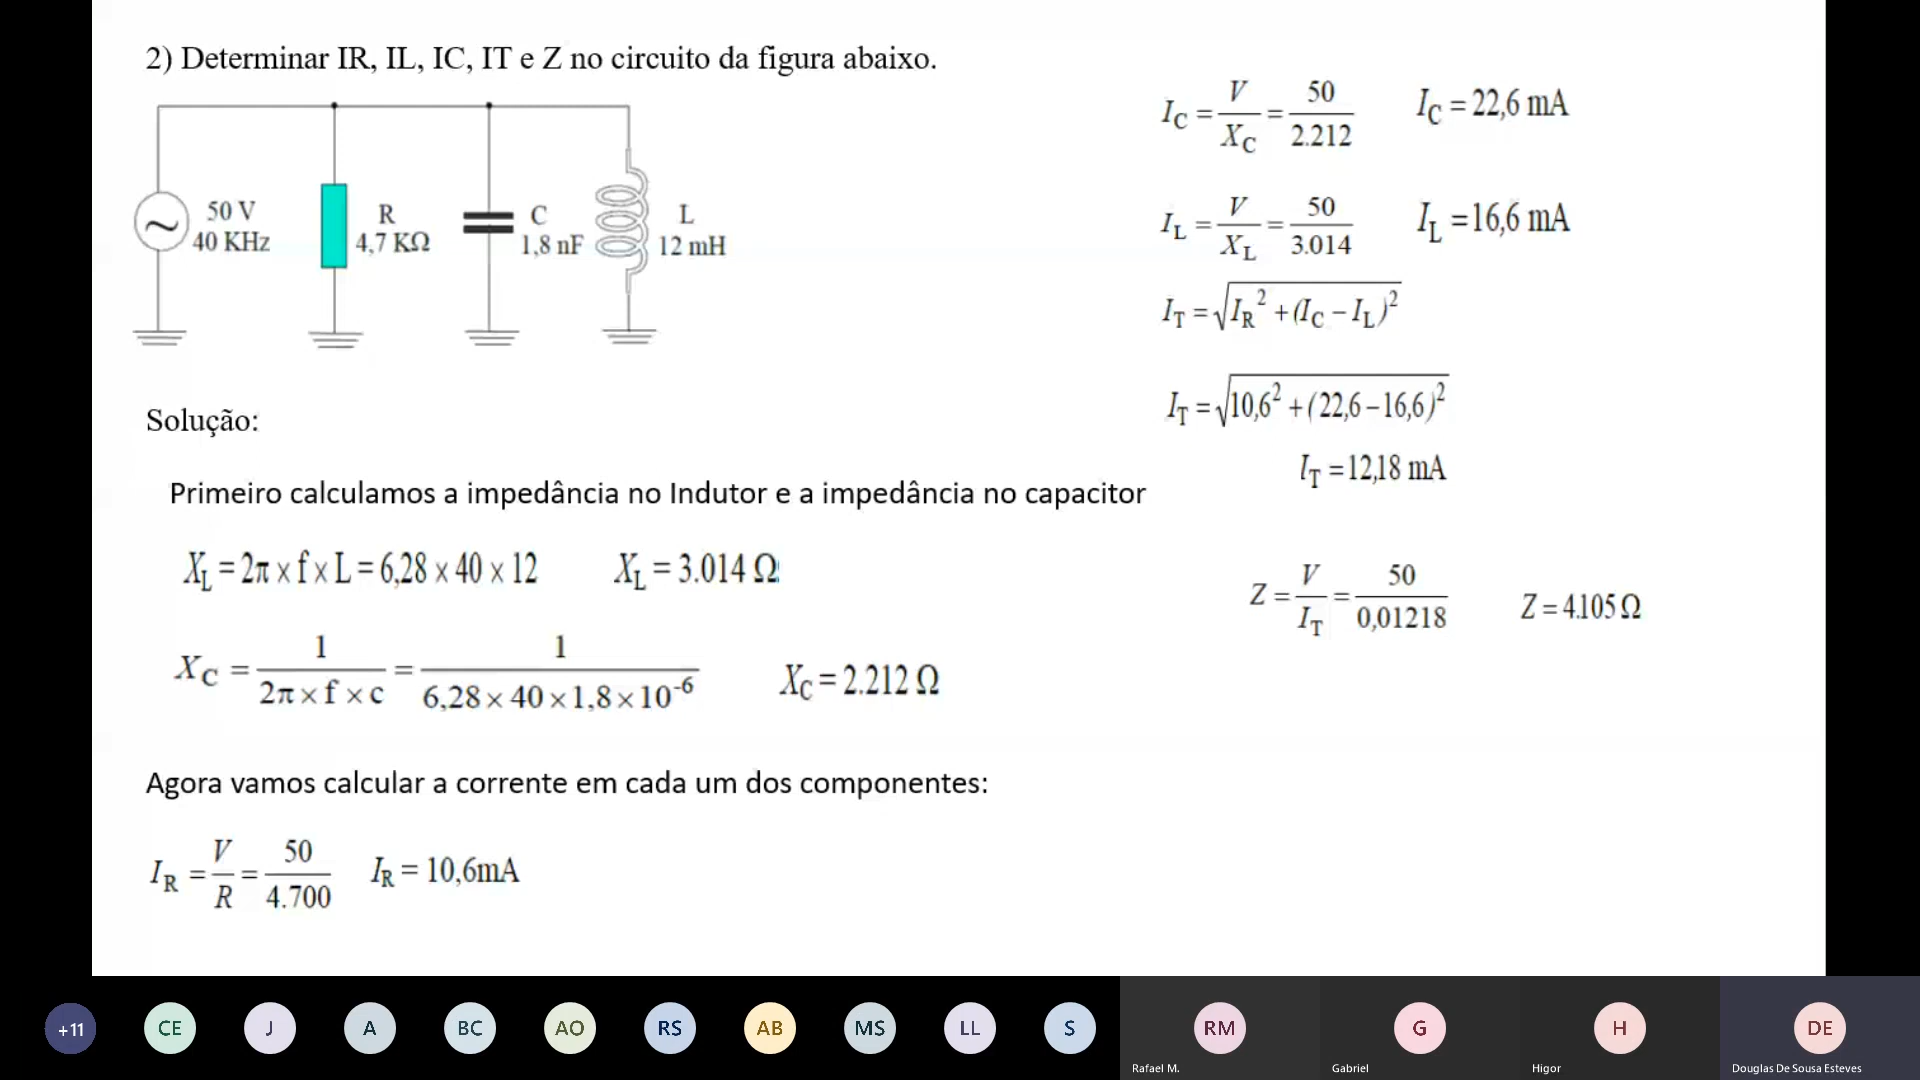 2) Determinar IR, IL, IC, IT e Z no circuito da figura abaixo.
50 V
40 KHz
R
4,7 KΩ
C
1,8 nF
L
12 mH
Solução:
Primeiro calculamos a impedância no Indutor e a impedância no capacitor
X_L = 2π x f x L = 6,28 x 40 x 12    X_L = 3.014 Ω
X_C = 1 / (2π × f × c) = 1 / (6,28 × 40 × 1,8 × 10^-6)    X_C = 2.212 Ω
Agora vamos calcular a corrente em cada um dos componentes:
I_R = V / R = 50 / 4.700    I_R = 10,6mA
I_C = V / X_C = 50 / 2.212    I_C = 22,6 mA
I_L = V / X_L = 50 / 3.014    I_L = 16,6 mA
I_T = √(I_R² + (I_C − I_L)²)
I_T = √(10,6² + (22,6 − 16,6)²)
I_T = 12,18 mA
Z = V / I_T = 50 / 0,01218    Z = 4.105 Ω
+11
CE
J
A
BC
AO
RS
AB
MS
LL
S
RM
G
H
DE
Rafael M.
Gabriel
Higor
Douglas De Sousa Esteves